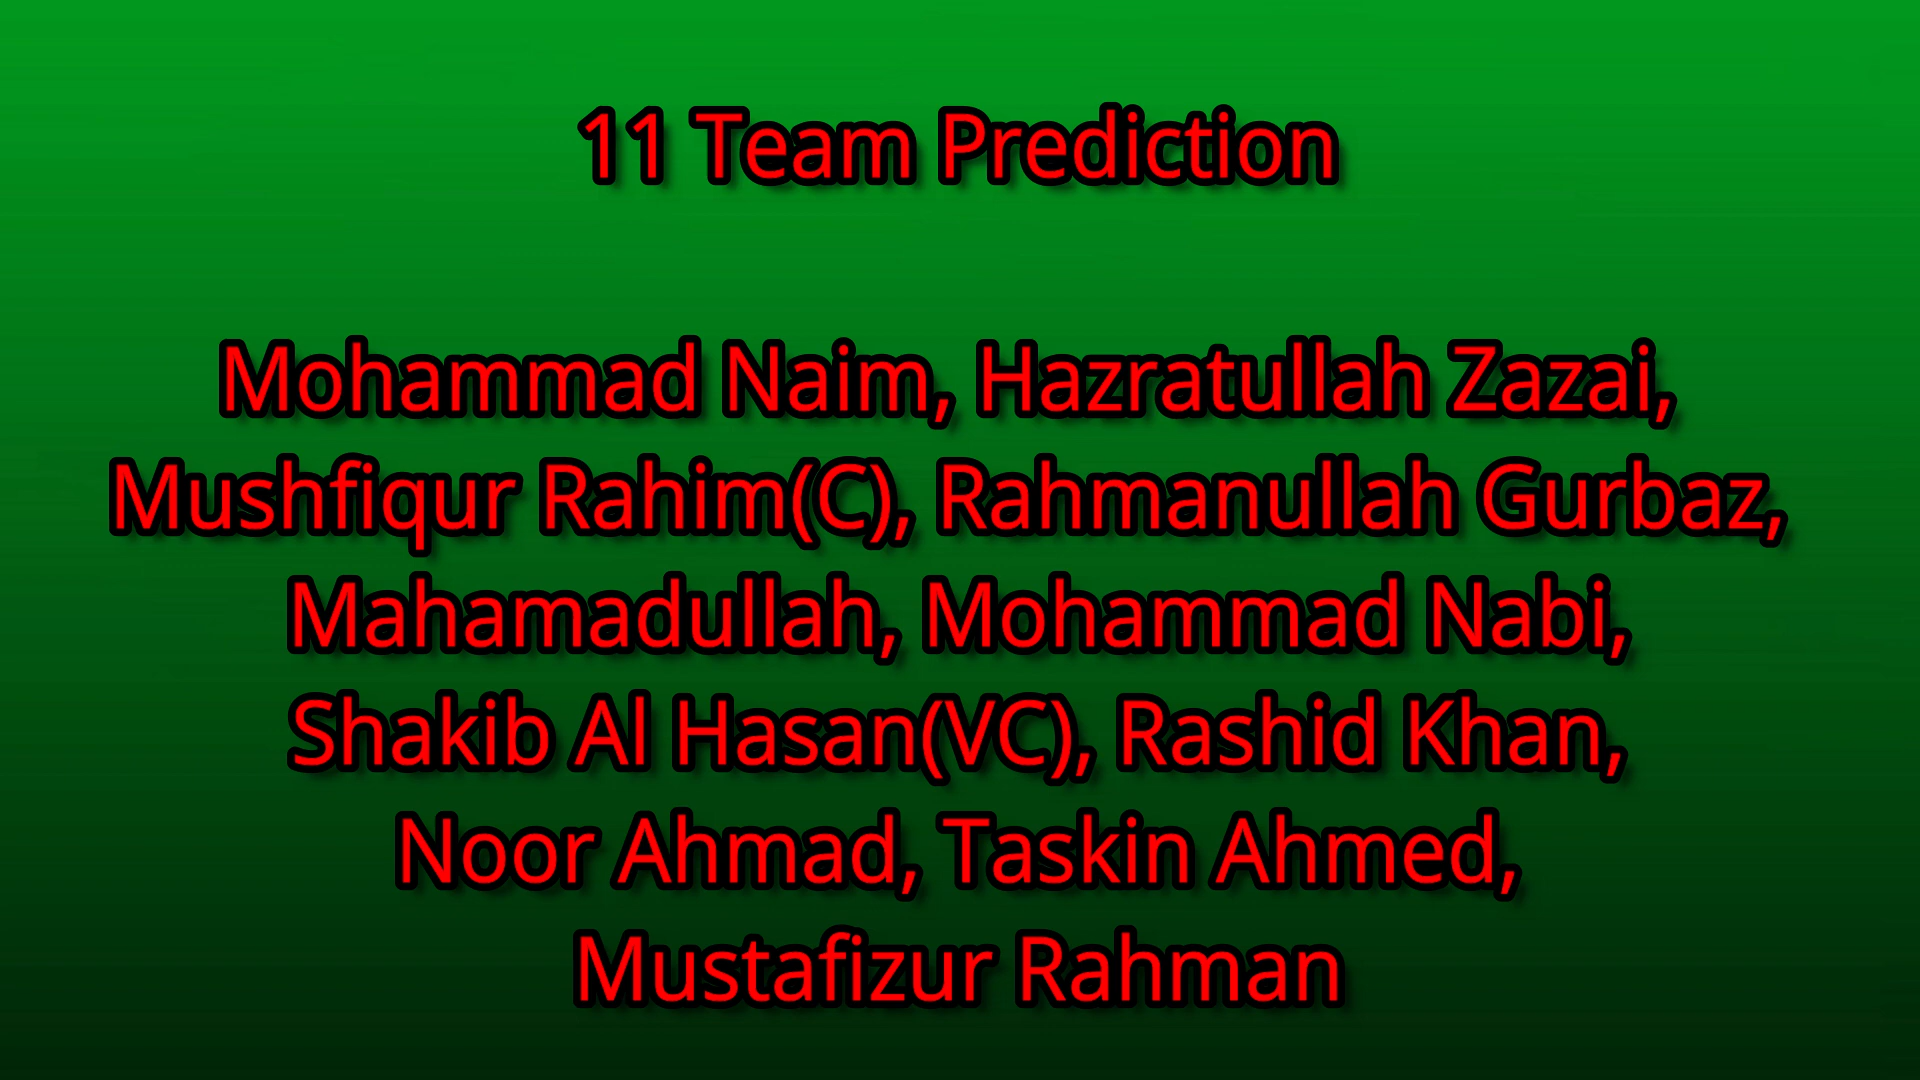 11 Team Prediction
Mohammad Naim, Hazratullah Zazai,
Mushfiqur Rahim(C), Rahmanullah Gurbaz,
Mahamadullah, Mohammad Nabi,
Shakib Al Hasan(VC), Rashid Khan,
Noor Ahmad, Taskin Ahmed,
Mustafizur Rahman